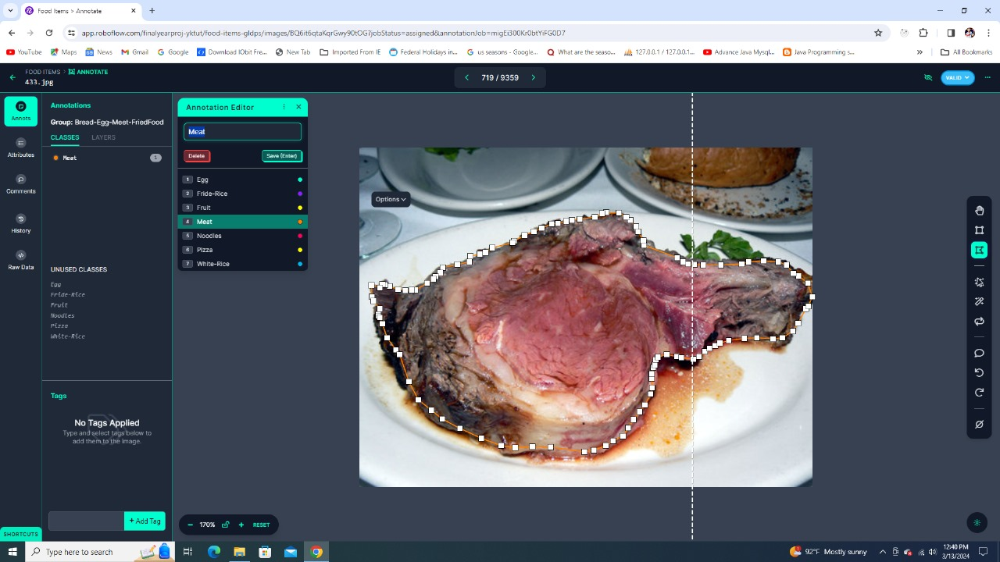 Food Items > Annotate
app.roboflow.com/finalyearproj-yktut/food-items-gldps/images/BO6it6qtaKqrGwy90tOG?jobStatus=assigned&annotationJob=migEi300Kr0btYiFG0D7
YouTube Maps News Gmail Google Download IObit Fre... New Tab Imported From IE Federal Holidays in... us seasons - Google... What are the seaso... 127.0.0.1 / 127.0.0.1... Advance Java Mysql... Java Programming s... » All Bookmarks
FOOD ITEMS > ANNOTATE
433.jpg
719 / 9359
VALID
Annots
Attributes
Comments
History
Raw Data
SHORTCUTS
Annotations
Group: Bread-Egg-Meet-FriedFood
CLASSES LAYERS
Meat 1
UNUSED CLASSES
Egg
Fride-Rice
Fruit
Noodles
Pizza
White-Rice
Tags
No Tags Applied
Type and select tags below to
add them to the image.
+ Add Tag
Annotation Editor
Meat
Delete Save (Enter)
1 Egg
2 Fride-Rice
3 Fruit
4 Meat
5 Noodles
6 Pizza
7 White-Rice
Options
170% RESET
Type here to search
92°F Mostly sunny
12:40 PM
3/13/2024